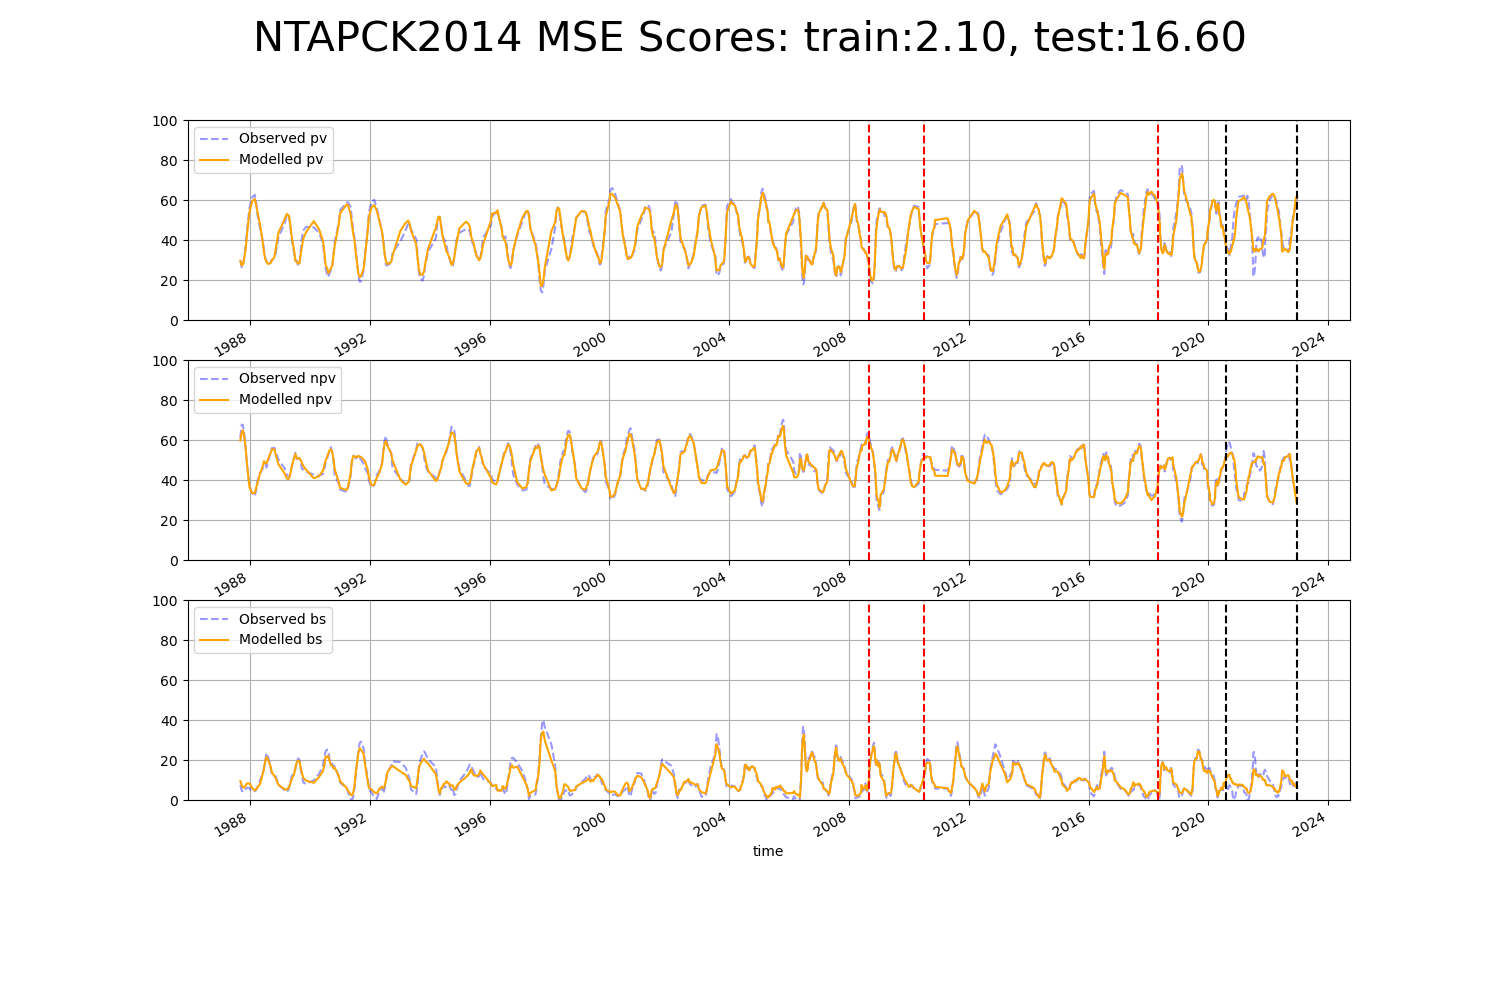 NTAPCK2014 MSE Scores: train:2.10, test:16.60
100
80
60
40
20
0
Observed pv
Modelled pv
1988 1992 1996 2000 2004 2008 2012 2016 2020 2024
100
80
60
40
20
0
Observed npv
Modelled npv
1988 1992 1996 2000 2004 2008 2012 2016 2020 2024
100
80
60
40
20
0
Observed bs
Modelled bs
1988 1992 1996 2000 2004 2008 2012 2016 2020 2024
time